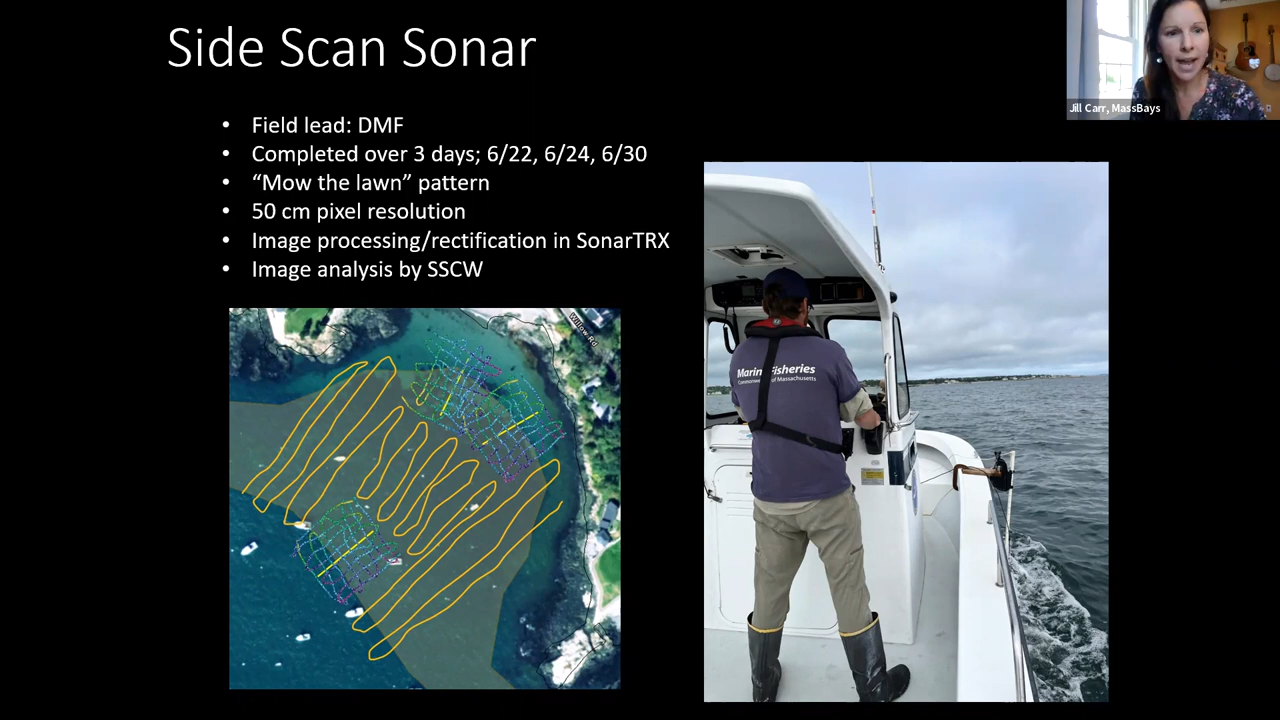 Side Scan Sonar
Jill Carr, MassBays
• Field lead: DMF
• Completed over 3 days; 6/22, 6/24, 6/30
• “Mow the lawn” pattern
• 50 cm pixel resolution
• Image processing/rectification in SonarTRX
• Image analysis by SSCW
Willow Rd
Marine Fisheries
Commonwealth of Massachusetts